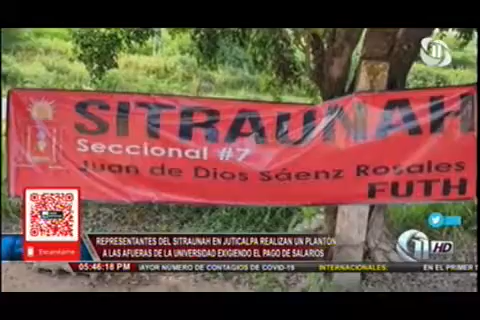 SITRAUNAH
Seccional #7
Juan de Dios Sáenz Rosales
FUTH
Escanéame
REPRESENTANTES DEL SITRAUNAH EN JUTICALPA REALIZAN UN PLANTÓN
A LAS AFUERAS DE LA UNIVERSIDAD EXIGIENDO EL PAGO DE SALARIOS
HD
05:46:18 PM
AYOR NÚMERO DE CONTAGIOS DE COVID-19
INTERNACIONALES
EN EL PRIMER